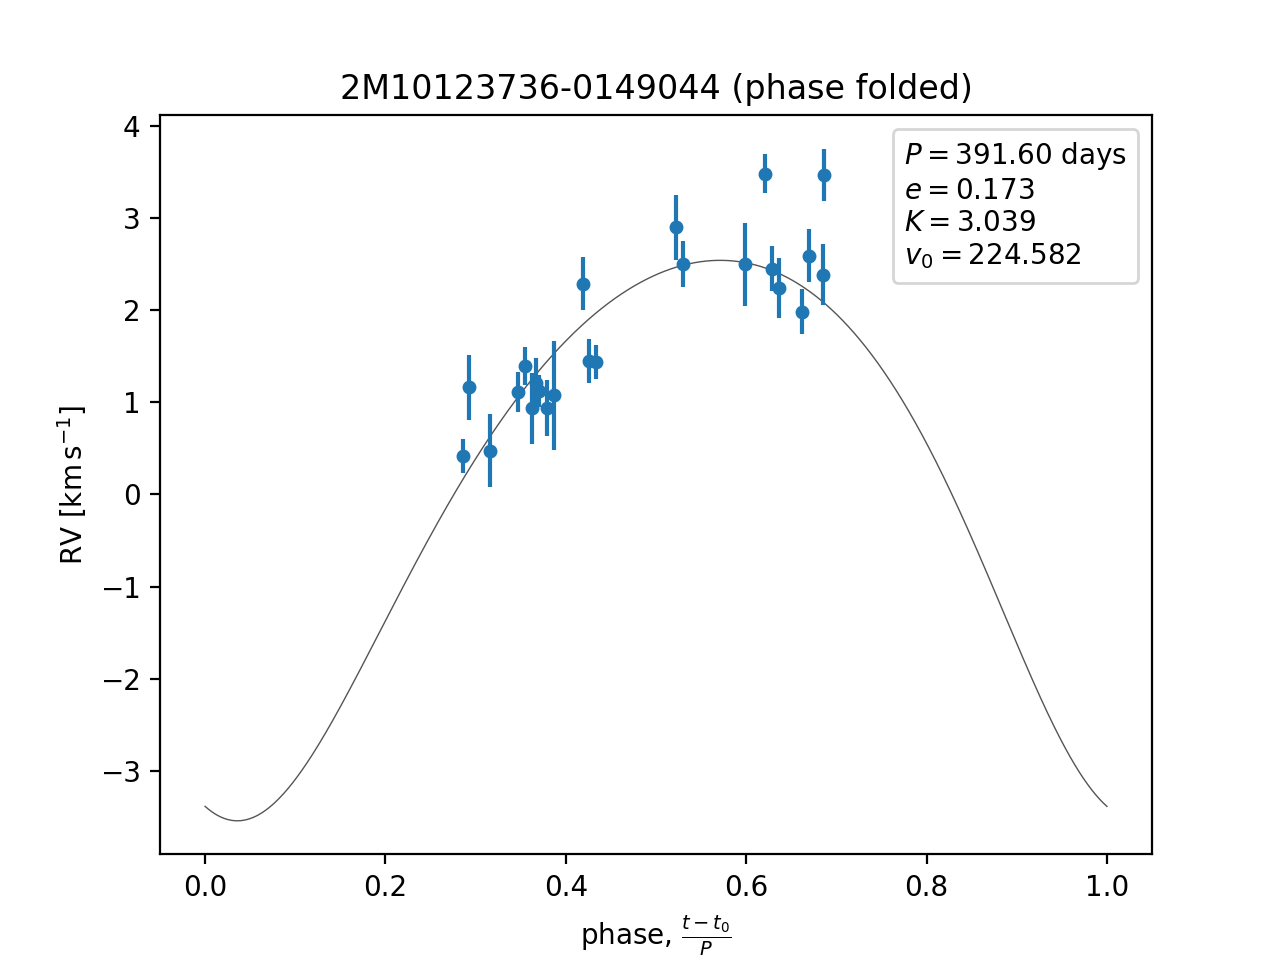 2M10123736-0149044 (phase folded)
P = 391.60 days
e = 0.173
K = 3.039
v₀ = 224.582
4
3
2
1
0
−1
−2
−3
RV [km s⁻¹]
0.0 0.2 0.4 0.6 0.8 1.0
phase, (t − t₀)/P